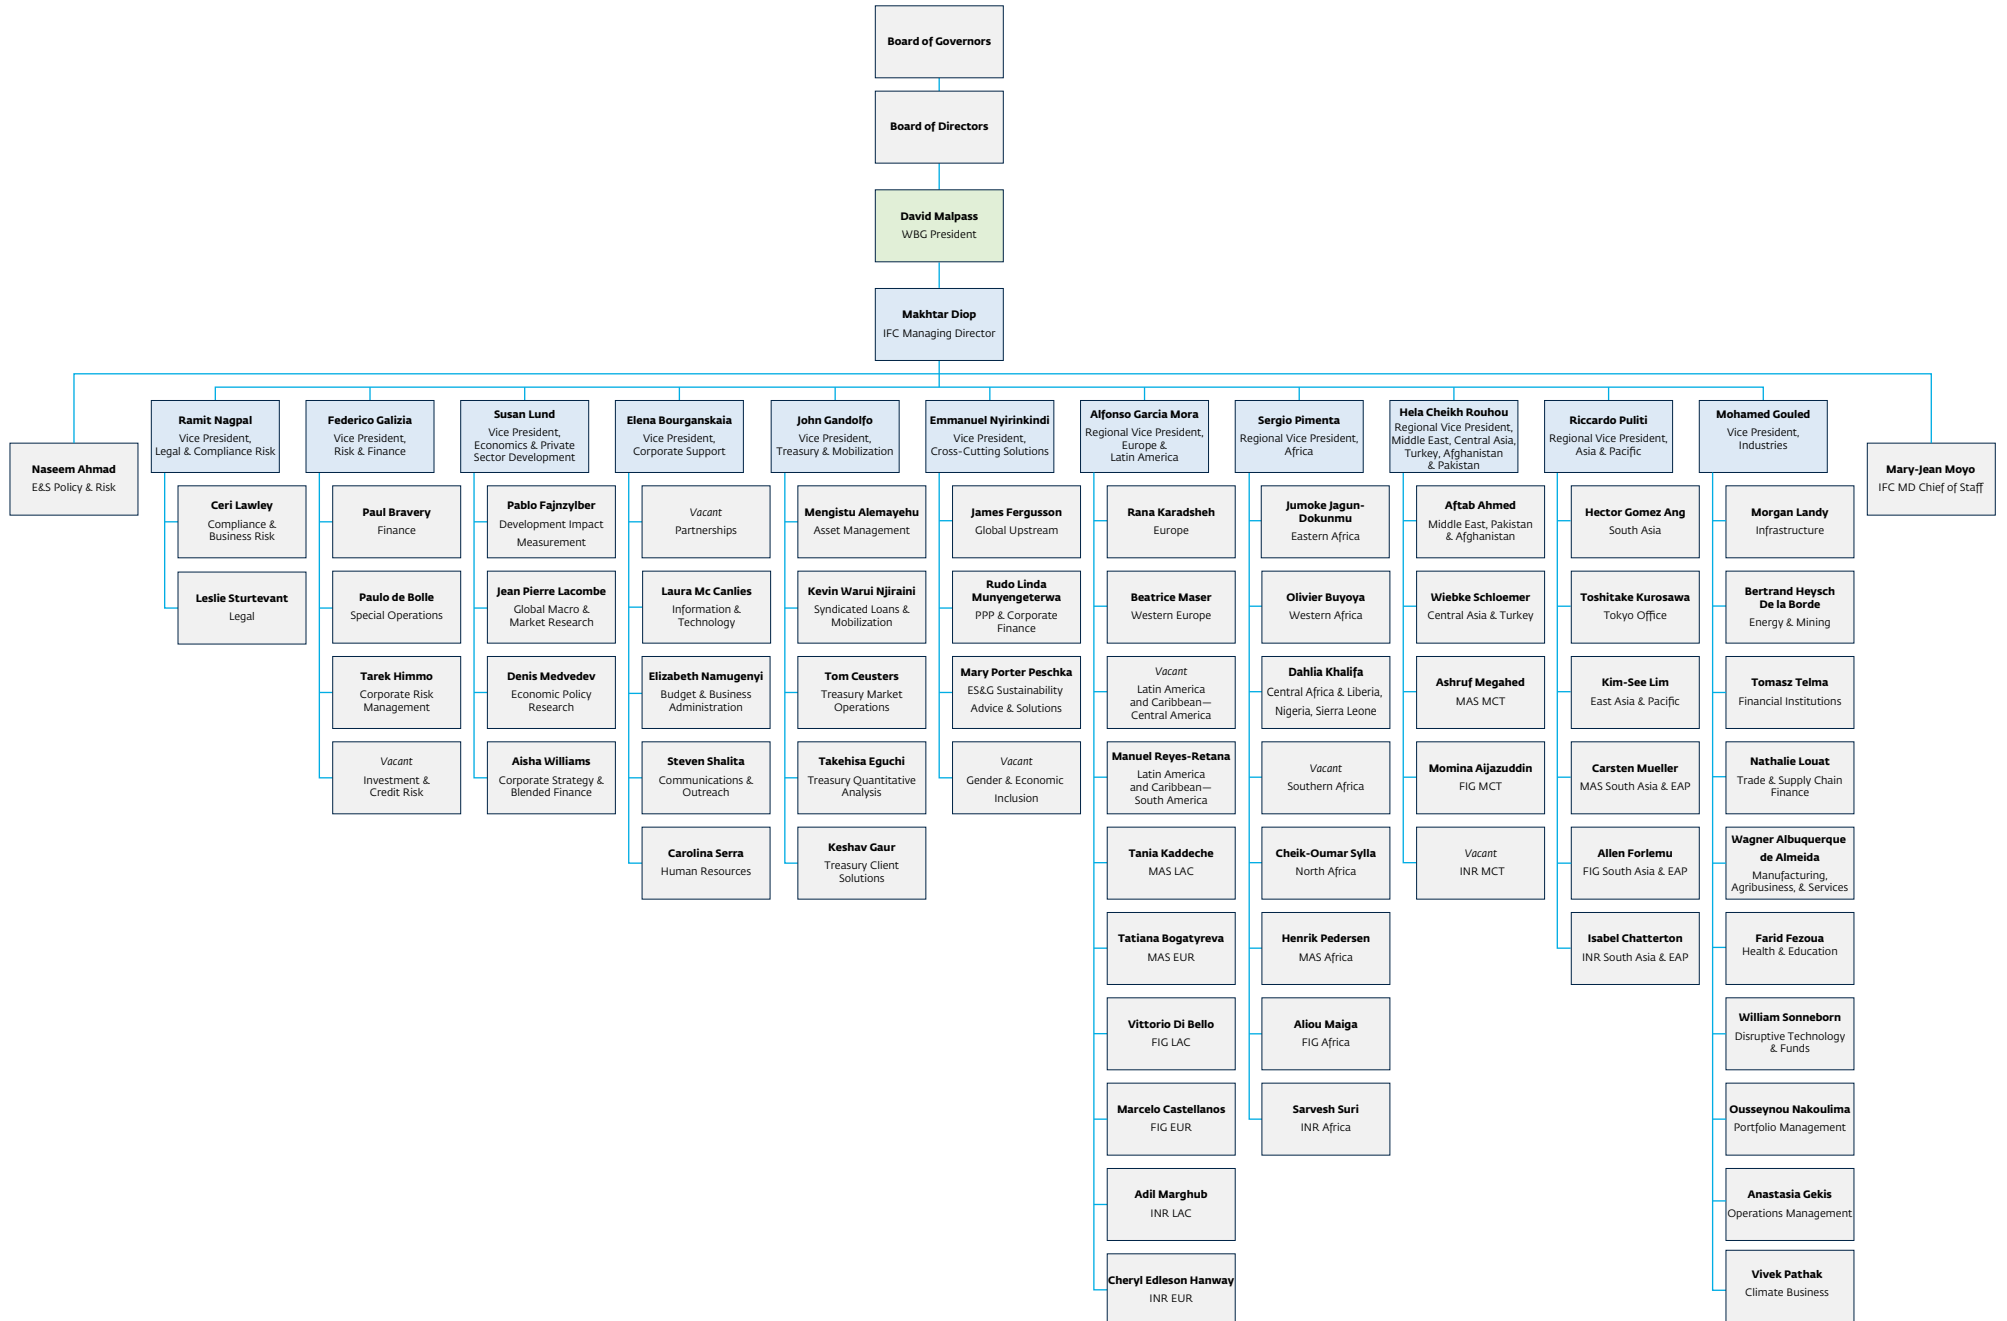 Board of Governors
Board of Directors
David Malpass
WBG President
Makhtar Diop
IFC Managing Director
Naseem Ahmad
E&S Policy & Risk
Ramit Nagpal
Vice President,
Legal & Compliance Risk
Ceri Lawley
Compliance &
Business Risk
Leslie Sturtevant
Legal
Federico Galizia
Vice President,
Risk & Finance
Paul Bravery
Finance
Paulo de Bolle
Special Operations
Tarek Himmo
Corporate Risk
Management
Vacant
Investment &
Credit Risk
Susan Lund
Vice President,
Economics & Private
Sector Development
Pablo Fajnzylber
Development Impact
Measurement
Jean Pierre Lacombe
Global Macro &
Market Research
Denis Medvedev
Economic Policy
Research
Aisha Williams
Corporate Strategy &
Blended Finance
Elena Bourganskaia
Vice President,
Corporate Support
Vacant
Partnerships
Laura Mc Canlies
Information &
Technology
Elizabeth Namugenyi
Budget & Business
Administration
Steven Shalita
Communications &
Outreach
Carolina Serra
Human Resources
John Gandolfo
Vice President,
Treasury & Mobilization
Mengistu Alemayehu
Asset Management
Kevin Warui Njiraini
Syndicated Loans &
Mobilization
Tom Ceusters
Treasury Market
Operations
Takehisa Eguchi
Treasury Quantitative
Analysis
Keshav Gaur
Treasury Client
Solutions
Emmanuel Nyirinkindi
Vice President,
Cross-Cutting Solutions
James Fergusson
Global Upstream
Rudo Linda
Munyengeterwa
PPP & Corporate
Finance
Mary Porter Peschka
ES&G Sustainability
Advice & Solutions
Vacant
Gender & Economic
Inclusion
Alfonso Garcia Mora
Regional Vice President,
Europe &
Latin America
Rana Karadsheh
Europe
Beatrice Maser
Western Europe
Vacant
Latin America
and Caribbean—
Central America
Manuel Reyes-Retana
Latin America
and Caribbean—
South America
Tania Kaddeche
MAS LAC
Tatiana Bogatyreva
MAS EUR
Vittorio Di Bello
FIG LAC
Marcelo Castellanos
FIG EUR
Adil Marghub
INR LAC
Cheryl Edleson Hanway
INR EUR
Sergio Pimenta
Regional Vice President,
Africa
Jumoke Jagun-
Dokunmu
Eastern Africa
Olivier Buyoya
Western Africa
Dahlia Khalifa
Central Africa & Liberia,
Nigeria, Sierra Leone
Vacant
Southern Africa
Cheik-Oumar Sylla
North Africa
Henrik Pedersen
MAS Africa
Aliou Maiga
FIG Africa
Sarvesh Suri
INR Africa
Hela Cheikh Rouhou
Regional Vice President,
Middle East, Central Asia,
Turkey, Afghanistan
& Pakistan
Aftab Ahmed
Middle East, Pakistan
& Afghanistan
Wiebke Schloemer
Central Asia & Turkey
Ashruf Megahed
MAS MCT
Momina Aijazuddin
FIG MCT
Vacant
INR MCT
Riccardo Puliti
Regional Vice President,
Asia & Pacific
Hector Gomez Ang
South Asia
Toshitake Kurosawa
Tokyo Office
Kim-See Lim
East Asia & Pacific
Carsten Mueller
MAS South Asia & EAP
Allen Forlemu
FIG South Asia & EAP
Isabel Chatterton
INR South Asia & EAP
Mohamed Gouled
Vice President,
Industries
Morgan Landy
Infrastructure
Bertrand Heysch
De la Borde
Energy & Mining
Tomasz Telma
Financial Institutions
Nathalie Louat
Trade & Supply Chain
Finance
Wagner Albuquerque
de Almeida
Manufacturing,
Agribusiness, & Services
Farid Fezoua
Health & Education
William Sonneborn
Disruptive Technology
& Funds
Ousseynou Nakoulima
Portfolio Management
Anastasia Gekis
Operations Management
Vivek Pathak
Climate Business
Mary-Jean Moyo
IFC MD Chief of Staff